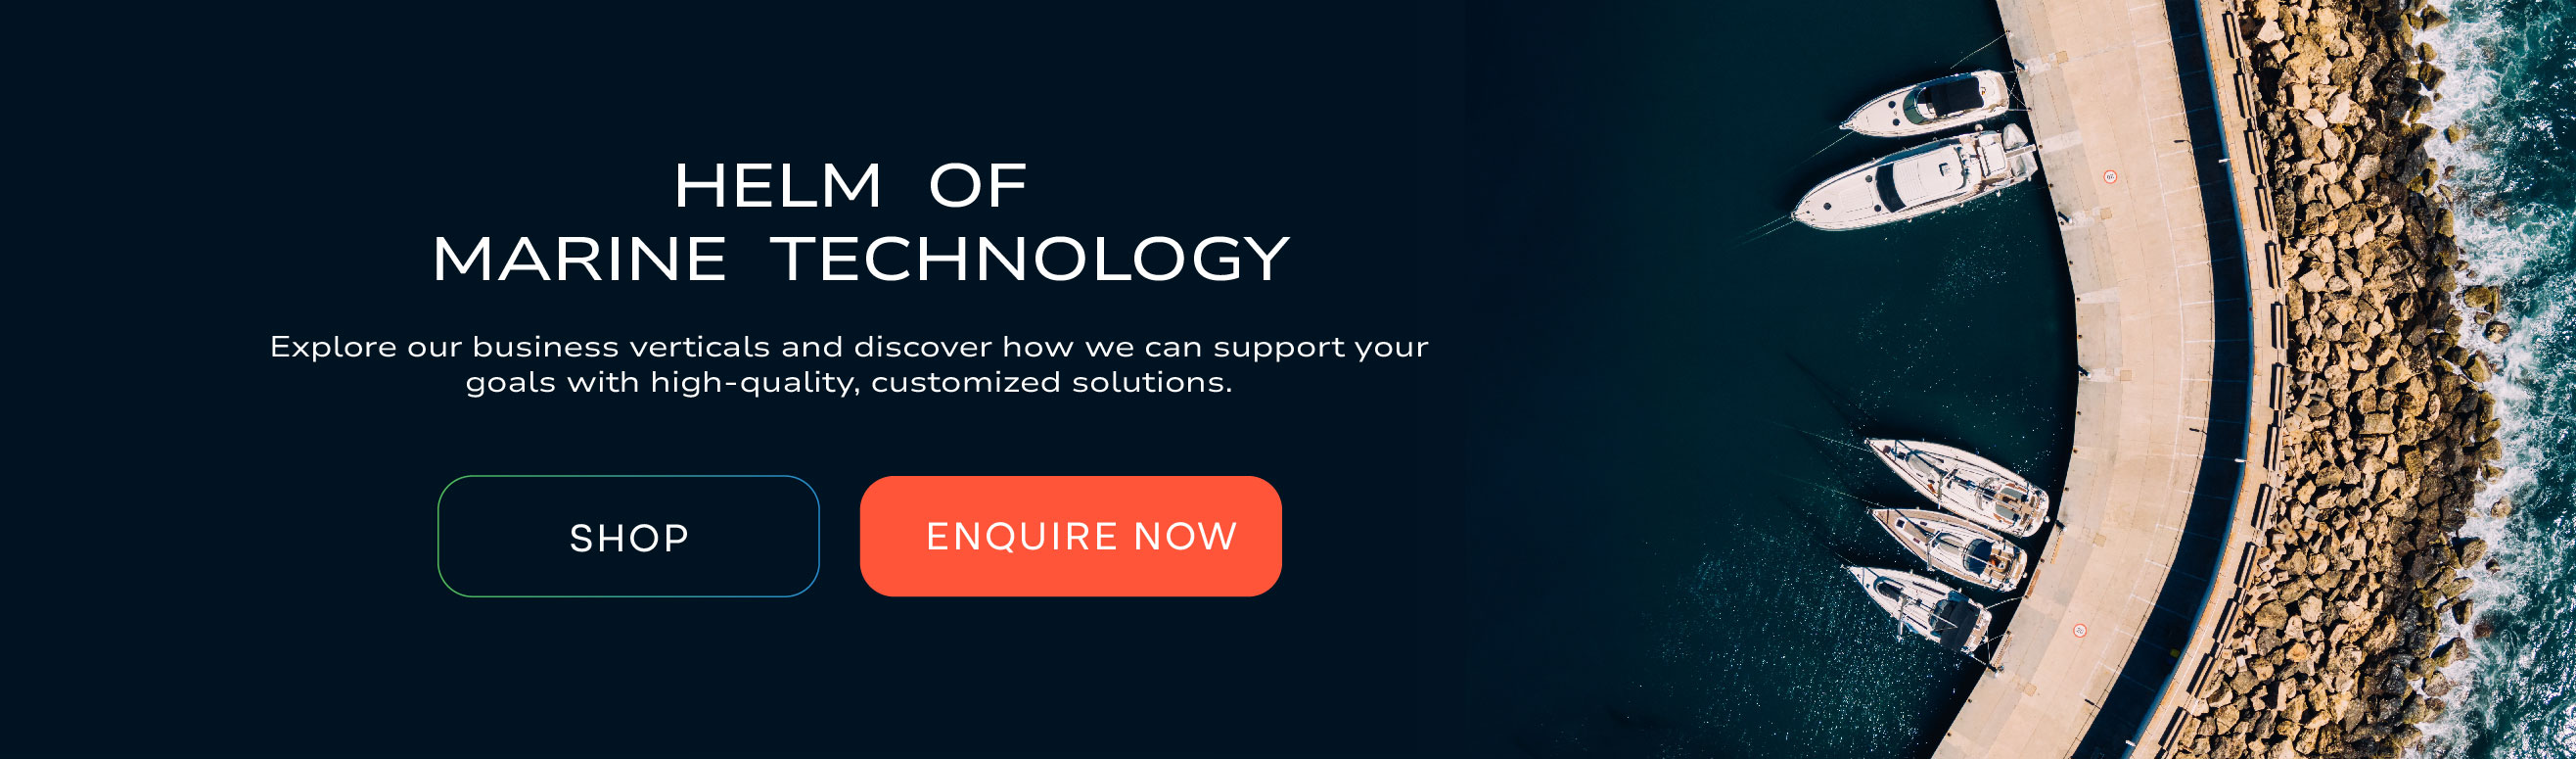 HELM OF
MARINE TECHNOLOGY
Explore our business verticals and discover how we can support your
goals with high-quality, customized solutions.
SHOP
ENQUIRE NOW